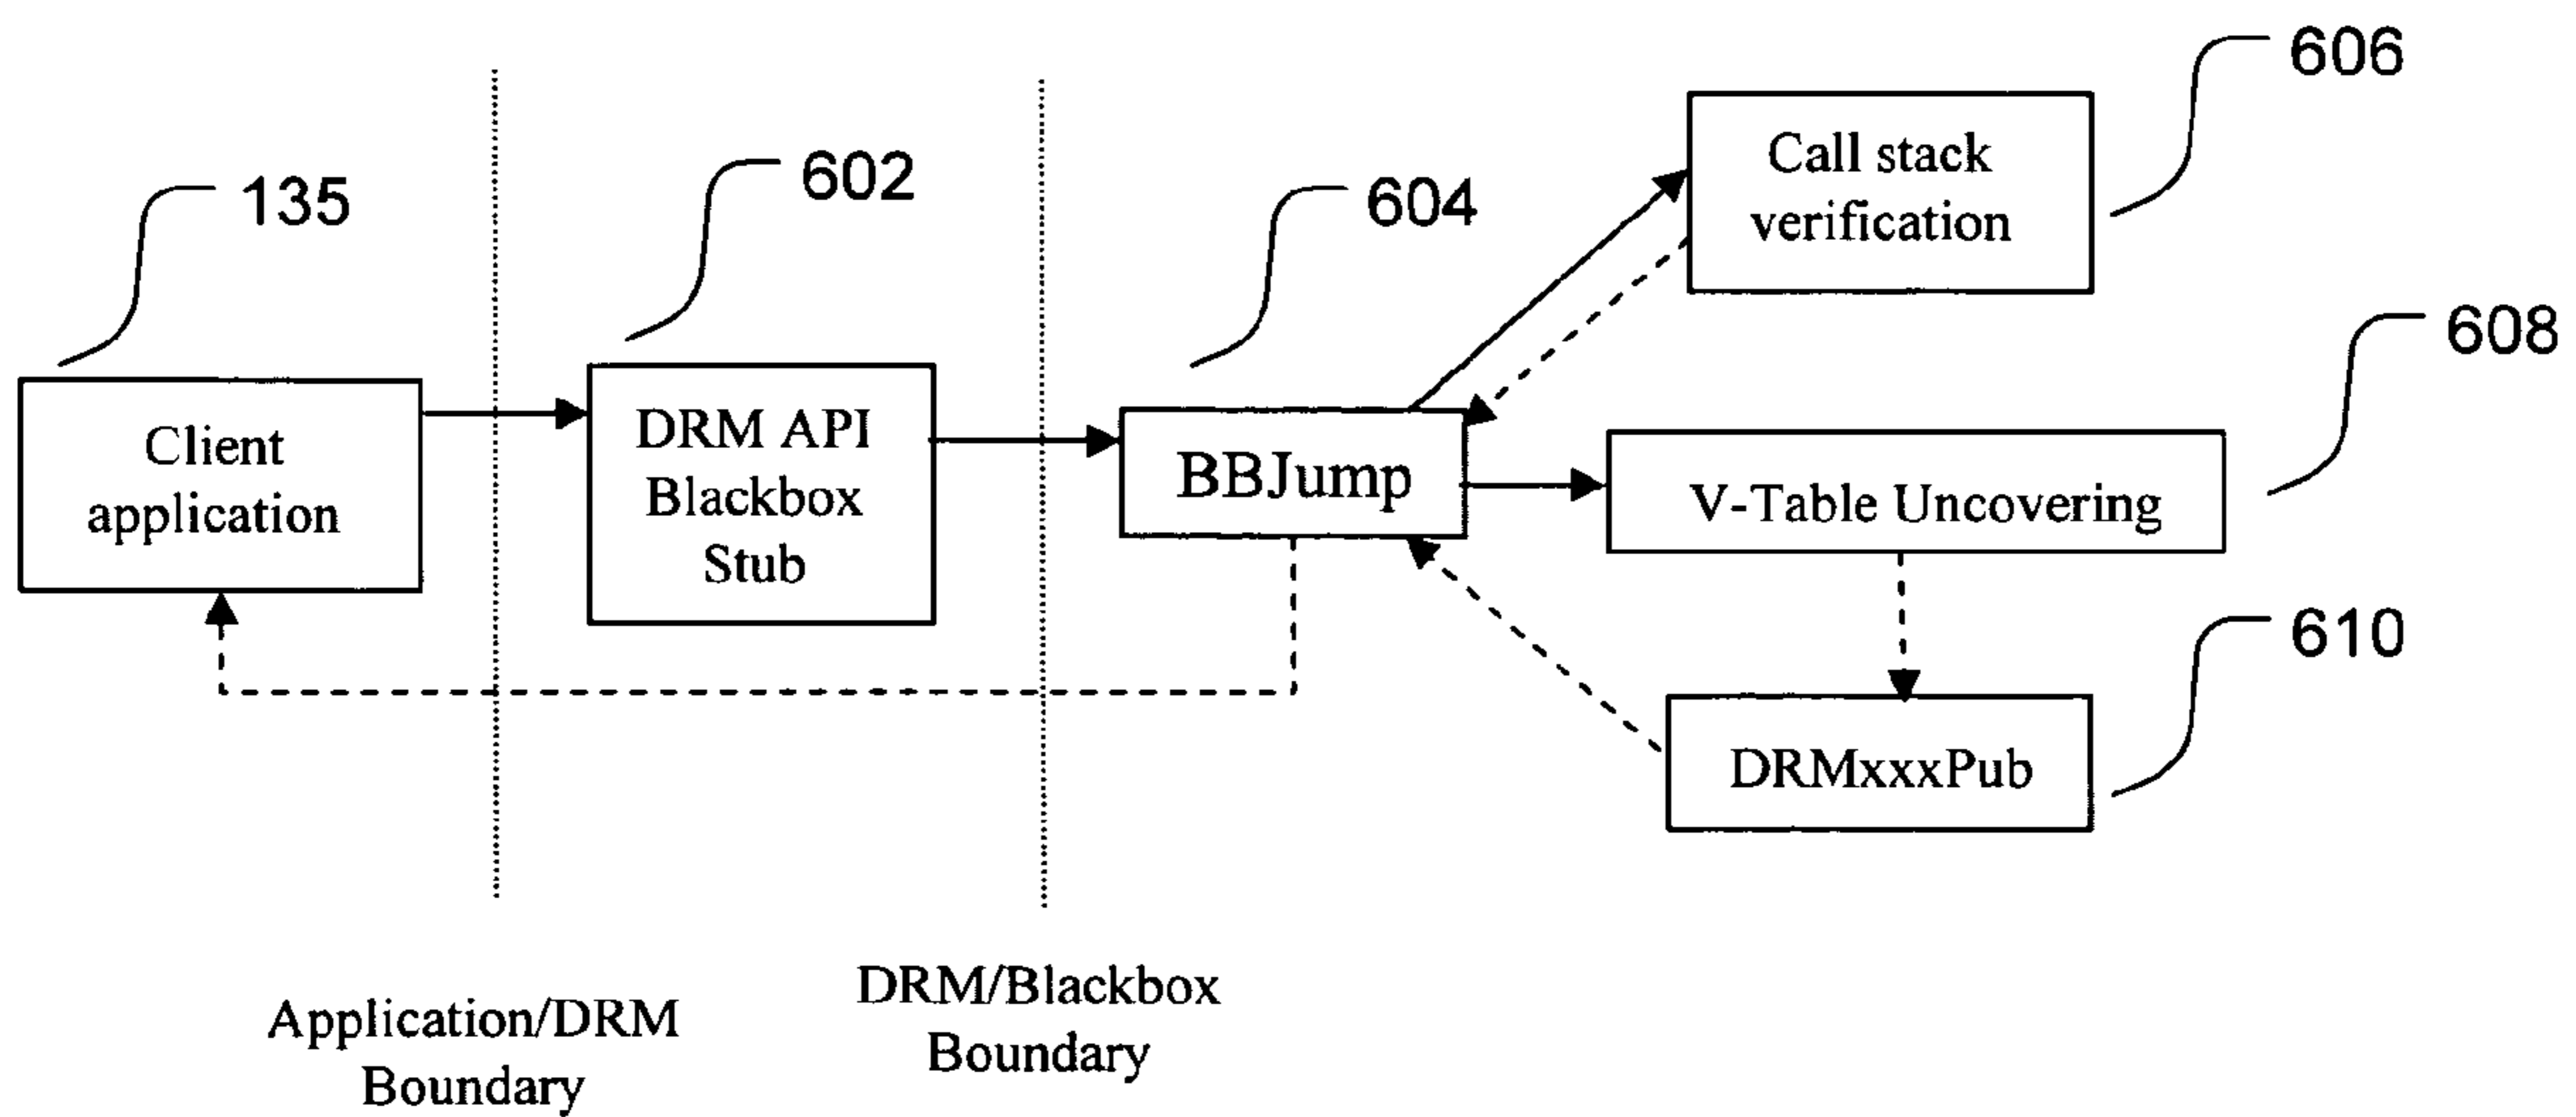 606
602
135
604
Call stack
verification
608
Client
application
DRM API
Blackbox
Stub
BBJump
V-Table Uncovering
610
DRMxxxPub
Application/DRM
Boundary
DRM/Blackbox
Boundary